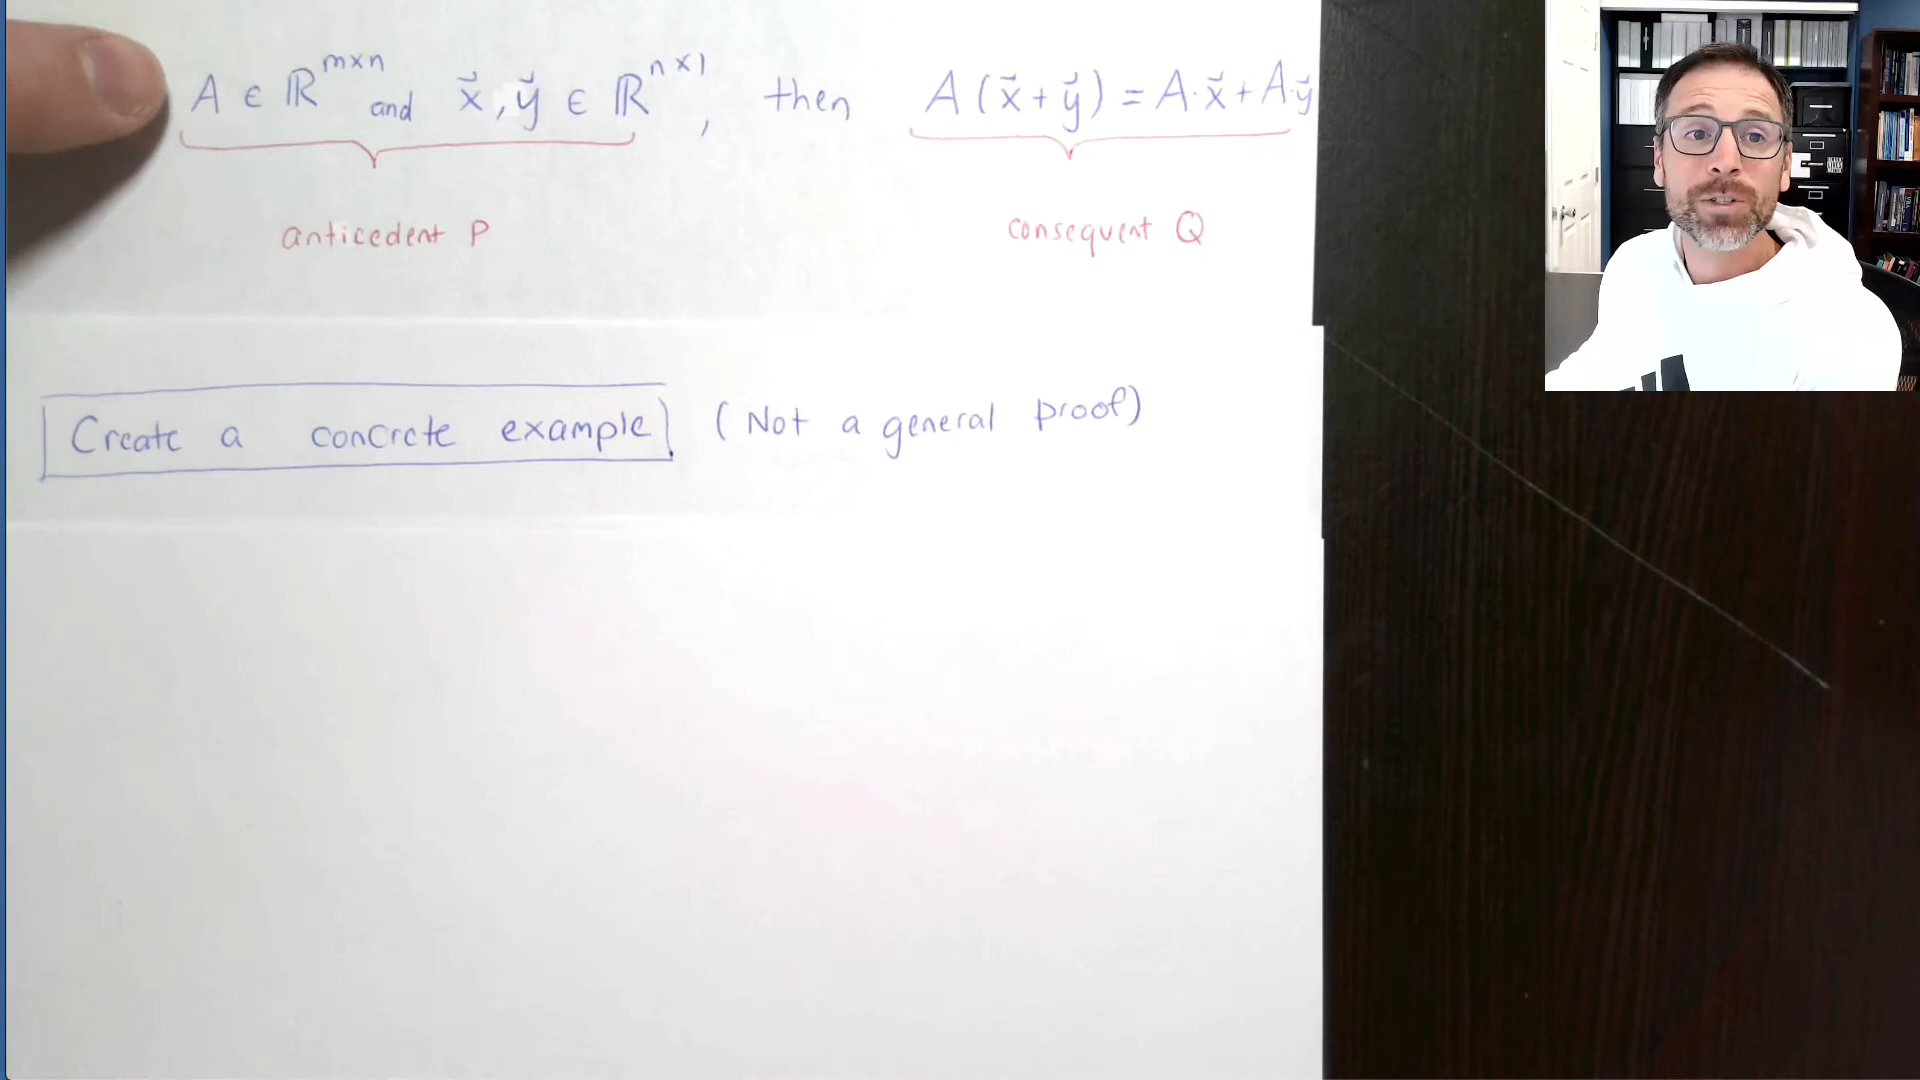 A ∈ ℝ^{m×n} and x⃗, y⃗ ∈ ℝ^{n×1}, then A(x⃗+y⃗) = A·x⃗+A·y⃗
anticedent P consequent Q
Create a concrete example (Not a general proof)